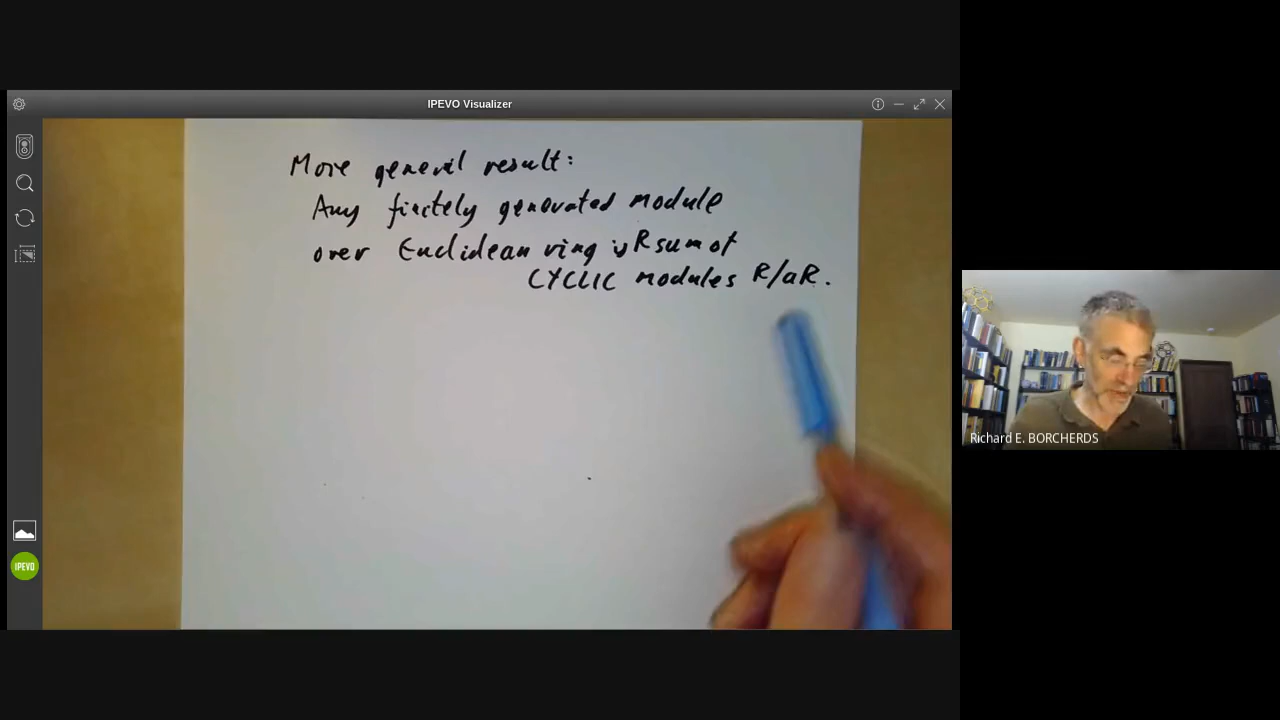 IPEVO Visualizer
More general result:
Any finitely generated module
over Euclidean ring is R sum of
CYCLIC modules R/aR.
IPEVO
Richard E. BORCHERDS